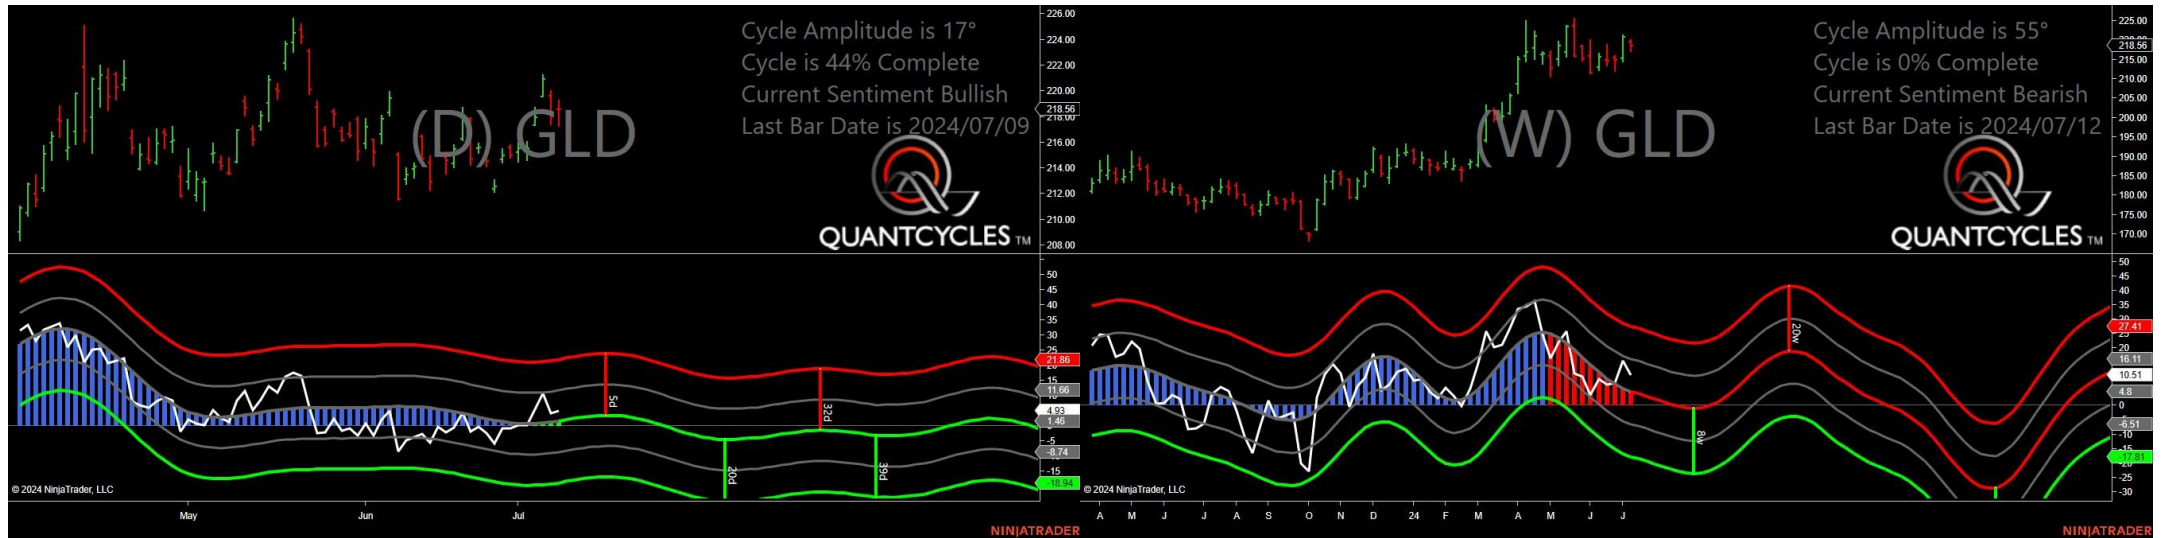 226.00
224.00
222.00
220.00
218.56
218.00
216.00
214.00
212.00
210.00
208.00
Cycle Amplitude is 17°
Cycle is 44% Complete
Current Sentiment Bullish
Last Bar Date is 2024/07/09
(D) GLD
QUANTCYCLES TM
50
45
40
35
30
25
21.86
15
11.66
4.93
1.46
-5
-8.74
-15
-18.94
5d
20d
32d
39d
© 2024 NinjaTrader, LLC
May Jun Jul
NINJATRADER
225.00
218.56
215.00
210.00
205.00
200.00
195.00
190.00
185.00
180.00
175.00
170.00
Cycle Amplitude is 55°
Cycle is 0% Complete
Current Sentiment Bearish
Last Bar Date is 2024/07/12
(W) GLD
QUANTCYCLES TM
50
45
40
35
27.41
20
16.11
10.51
4.8
0
-6.51
-10
-17.81
-25
-30
8w
20w
© 2024 NinjaTrader, LLC
A M J J A S O N D 24 F M A M J J
NINJATRADER